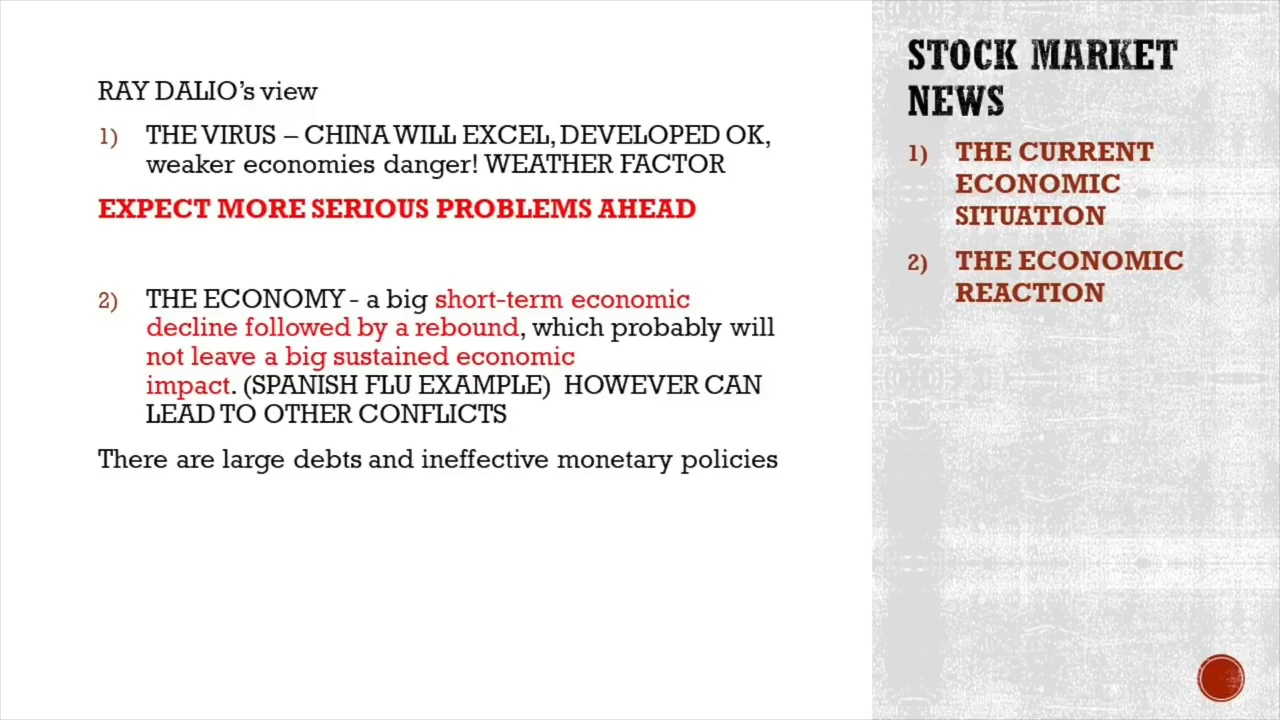 RAY DALIO's view
1) THE VIRUS – CHINA WILL EXCEL, DEVELOPED OK,
weaker economies danger! WEATHER FACTOR
EXPECT MORE SERIOUS PROBLEMS AHEAD
2) THE ECONOMY - a big short-term economic
decline followed by a rebound, which probably will
not leave a big sustained economic
impact. (SPANISH FLU EXAMPLE) HOWEVER CAN
LEAD TO OTHER CONFLICTS
There are large debts and ineffective monetary policies
STOCK MARKET
NEWS
1) THE CURRENT
ECONOMIC
SITUATION
2) THE ECONOMIC
REACTION